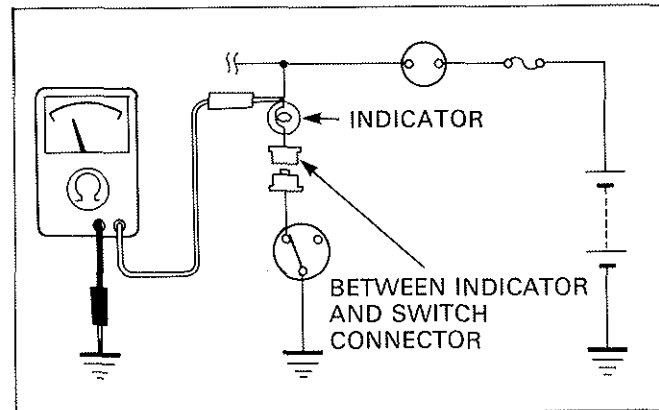 INDICATOR
BETWEEN INDICATOR
AND SWITCH
CONNECTOR
Ω